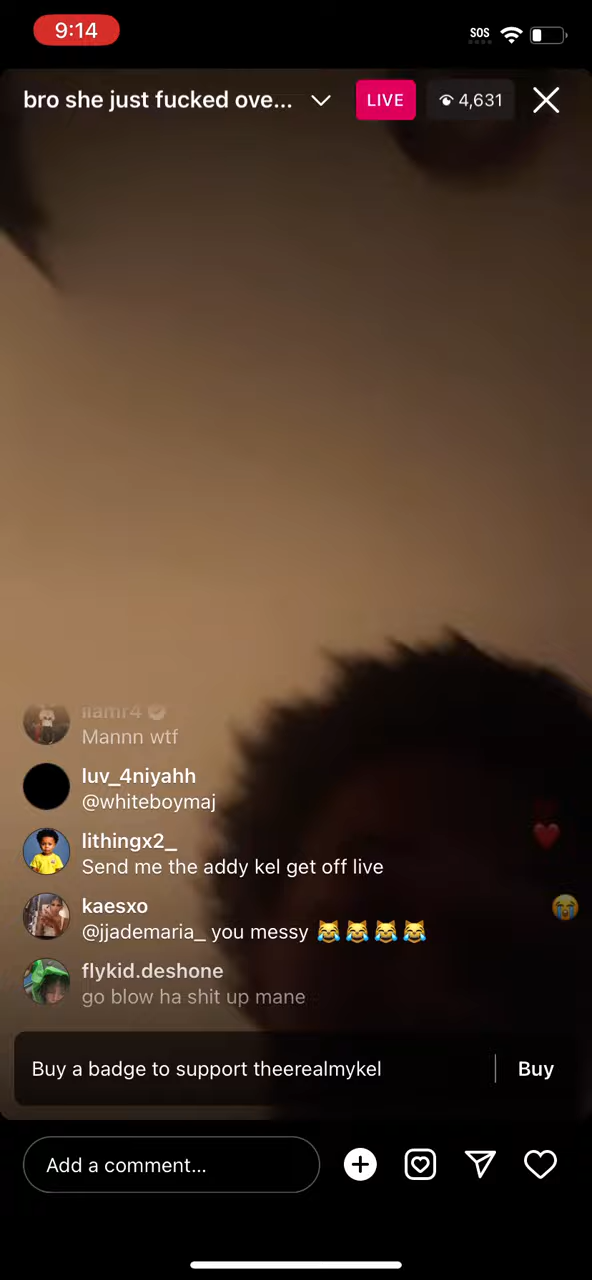 9:14
SOS
bro she just fucked ove...
LIVE
4,631
llamr4
Mannn wtf
luv_4niyahh
@whiteboymaj
lithingx2_
Send me the addy kel get off live
kaesxo
@jjademaria_ you messy 😹😹😹😹
flykid.deshone
go blow ha shit up mane
Buy a badge to support theerealmykel
Buy
Add a comment...